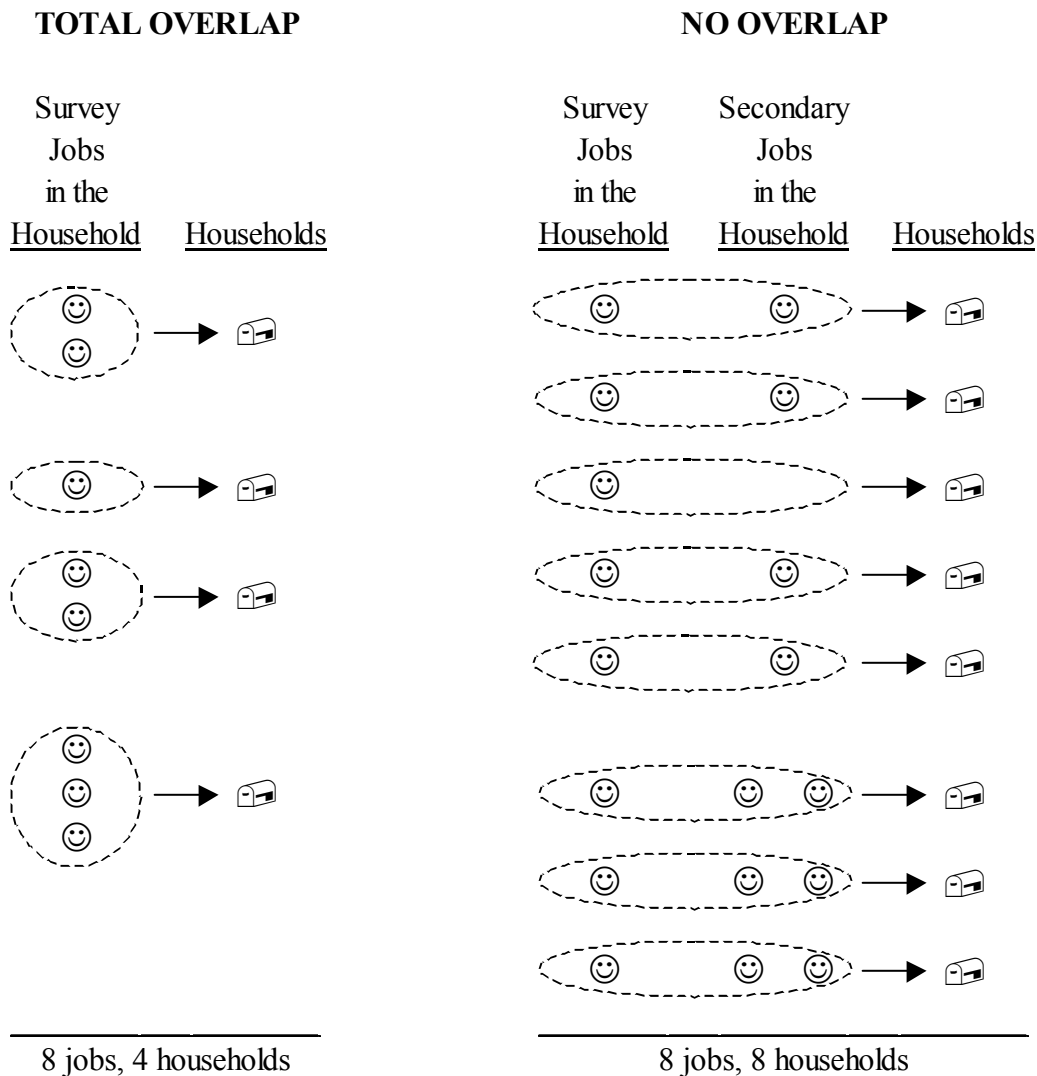 TOTAL OVERLAP
Survey
Jobs
in the
Household Households
8 jobs, 4 households
NO OVERLAP
Survey Secondary
Jobs Jobs
in the in the
Household Household Households
8 jobs, 8 households